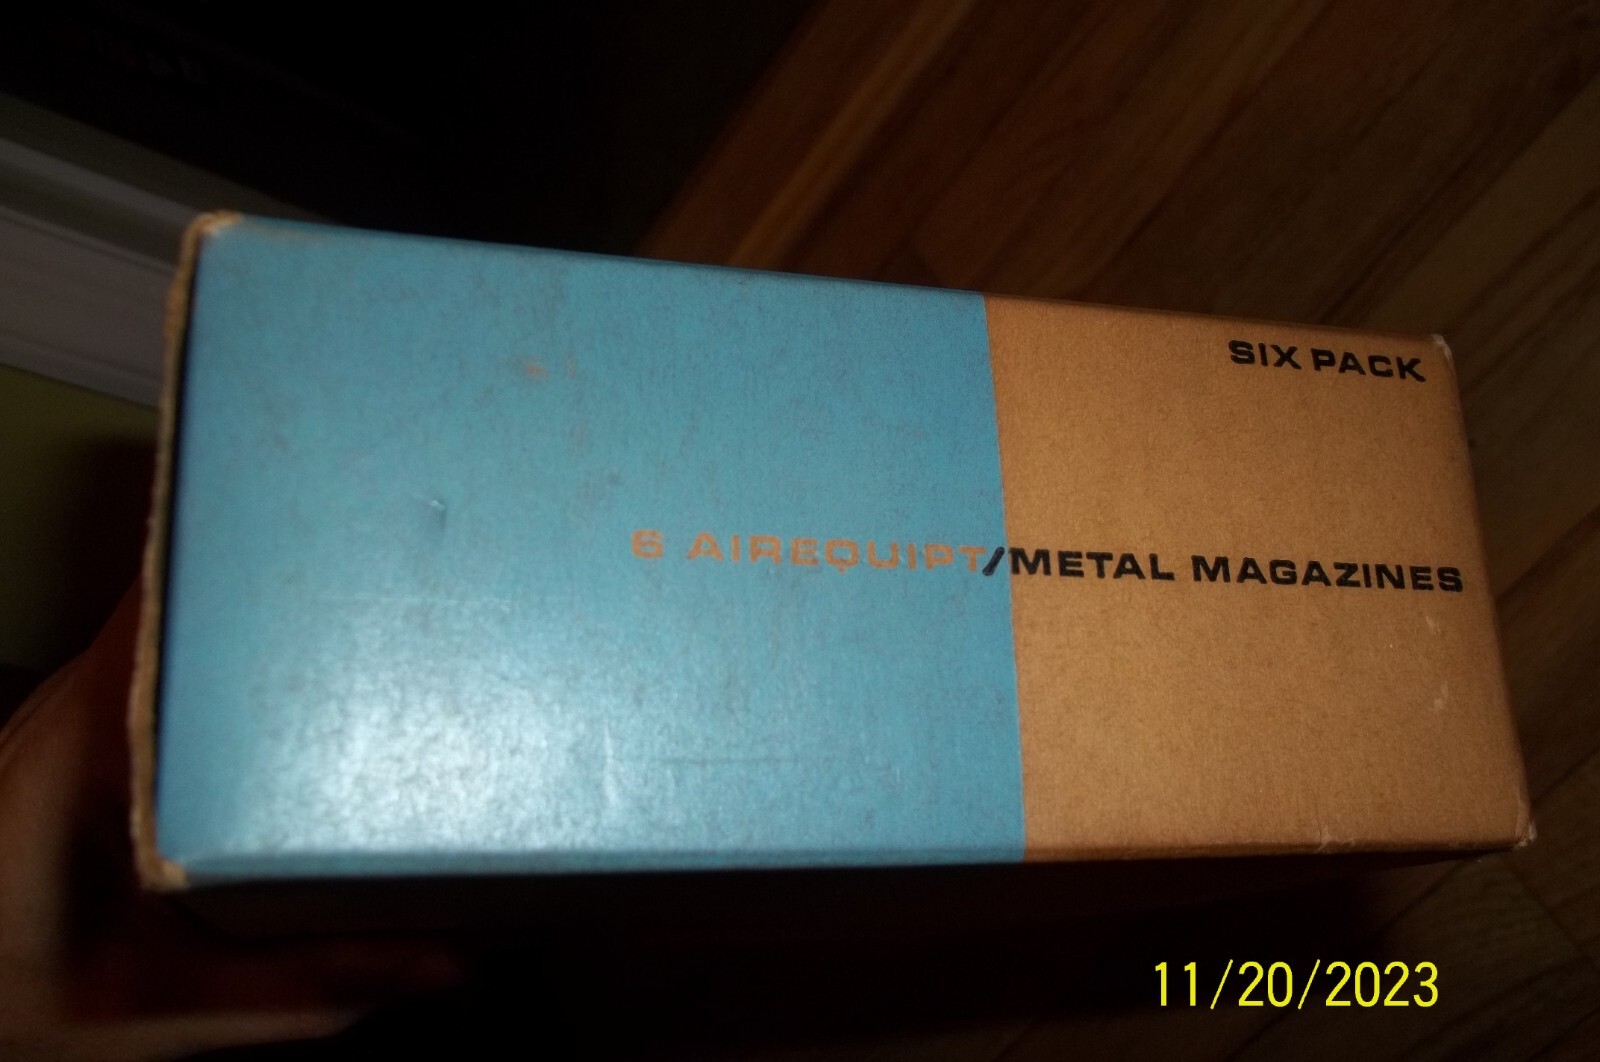 SIX PACK
6 AIREQUIPT/METAL MAGAZINES
11/20/2023